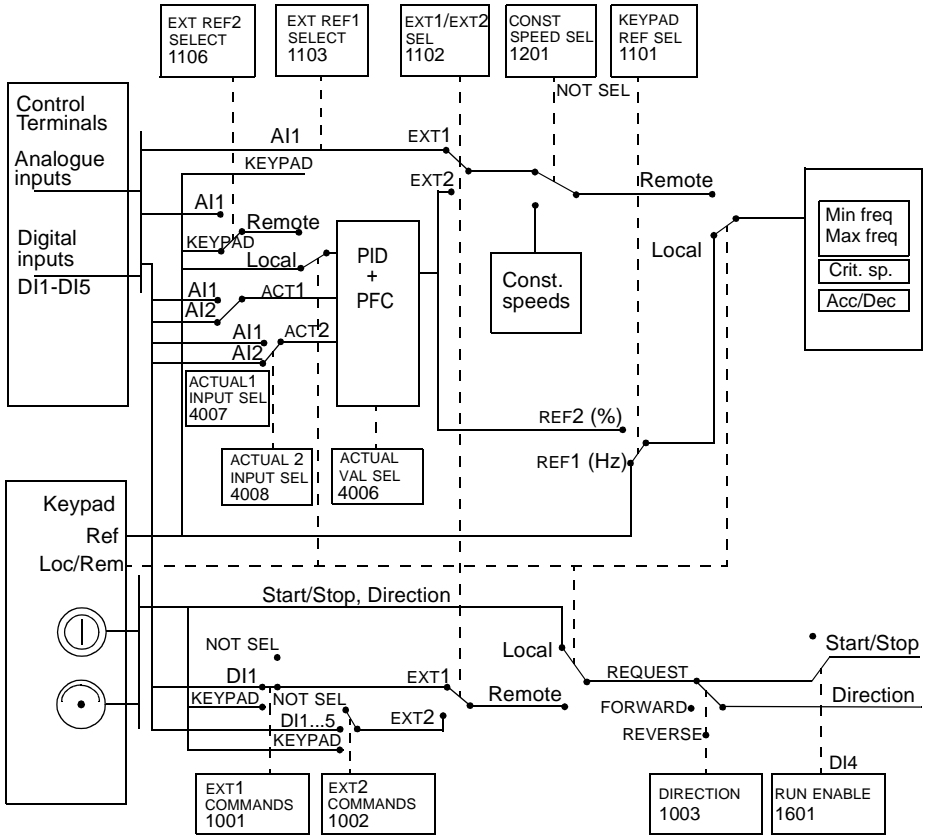 EXT REF2
SELECT
1106
EXT REF1
SELECT
1103
EXT1/EXT2
SEL
1102
CONST
SPEED SEL
1201
KEYPAD
REF SEL
1101
NOT SEL
Control
Terminals
Analogue
inputs
Digital
inputs
DI1-DI5
AI1
KEYPAD
EXT1
EXT2
Remote
Local
AI1
KEYPAD
Remote
Local
AI1
AI2
ACT1
AI1
AI2
ACT2
PID
+
PFC
Const.
speeds
Min freq
Max freq
Crit. sp.
Acc/Dec
ACTUAL1
INPUT SEL
4007
ACTUAL 2
INPUT SEL
4008
ACTUAL
VAL SEL
4006
REF2 (%)
REF1 (Hz)
Keypad
Ref
Loc/Rem
Start/Stop, Direction
NOT SEL
DI1
KEYPAD
NOT SEL
DI1...5
KEYPAD
EXT1
EXT2
Remote
Local
REQUEST
FORWARD
REVERSE
Start/Stop
Direction
DI4
EXT1
COMMANDS
1001
EXT2
COMMANDS
1002
DIRECTION
1003
RUN ENABLE
1601